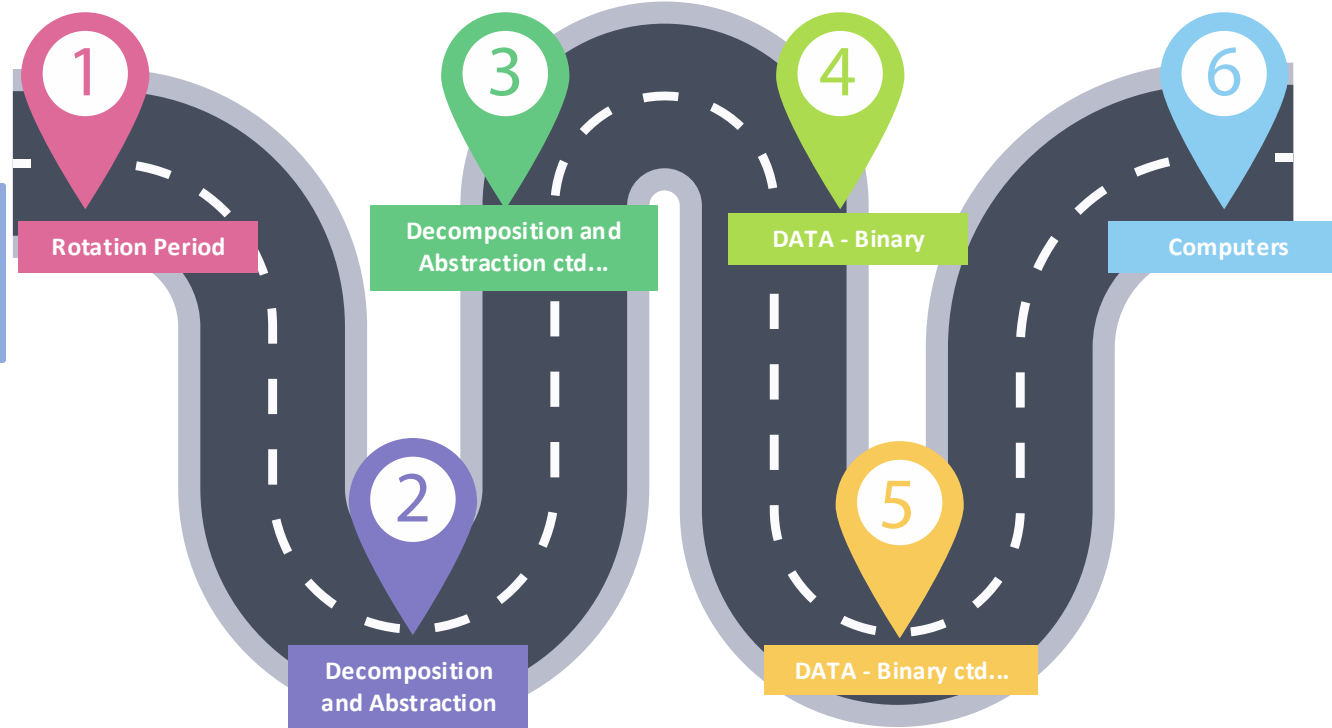 1
Rotation Period
2
Decomposition
and Abstraction
3
Decomposition and
Abstraction ctd...
4
DATA - Binary
5
DATA - Binary ctd...
6
Computers